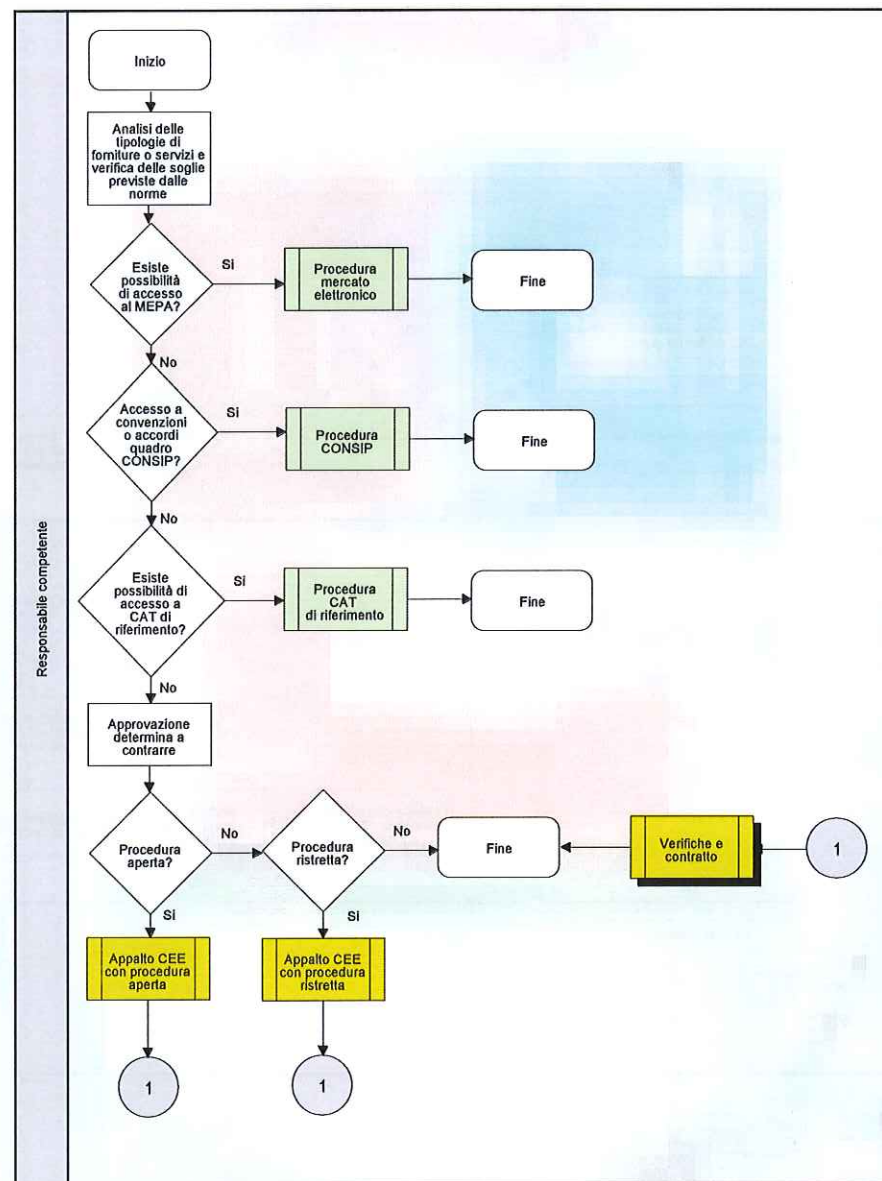 Responsabile competente
Inizio
Analisi delle
tipologie di
forniture o servizi e
verifica delle soglie
previste dalle
norme
Esiste
possibilità
di accesso
al MEPA?
Si
Procedura
mercato
elettronico
Fine
No
Accesso a
convenzioni
o accordi
quadro
CONSIP?
Si
Procedura
CONSIP
Fine
No
Esiste
possibilità di
accesso a
CAT di
riferimento?
Si
Procedura
CAT
di riferimento
Fine
No
Approvazione
determina a
contrarre
Procedura
aperta?
No
Procedura
ristretta?
No
Fine
Verifiche e
contratto
1
Si
Si
Appalto CEE
con procedura
aperta
Appalto CEE
con procedura
ristretta
1
1